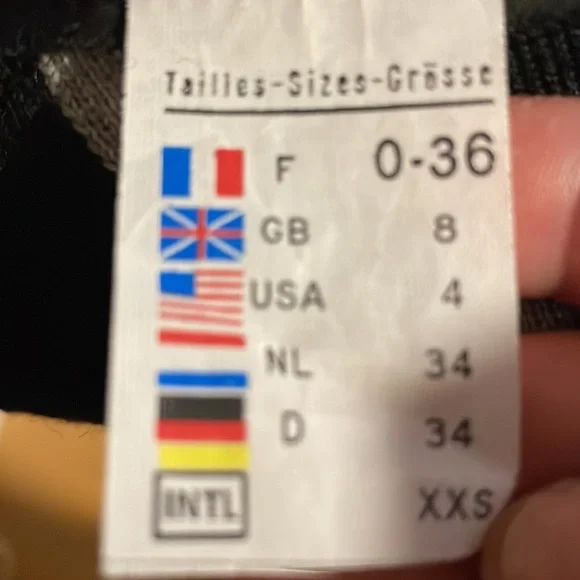 Tailles-Sizes-Grösse
F 0-36
GB 8
USA 4
NL 34
D 34
INTL XXS